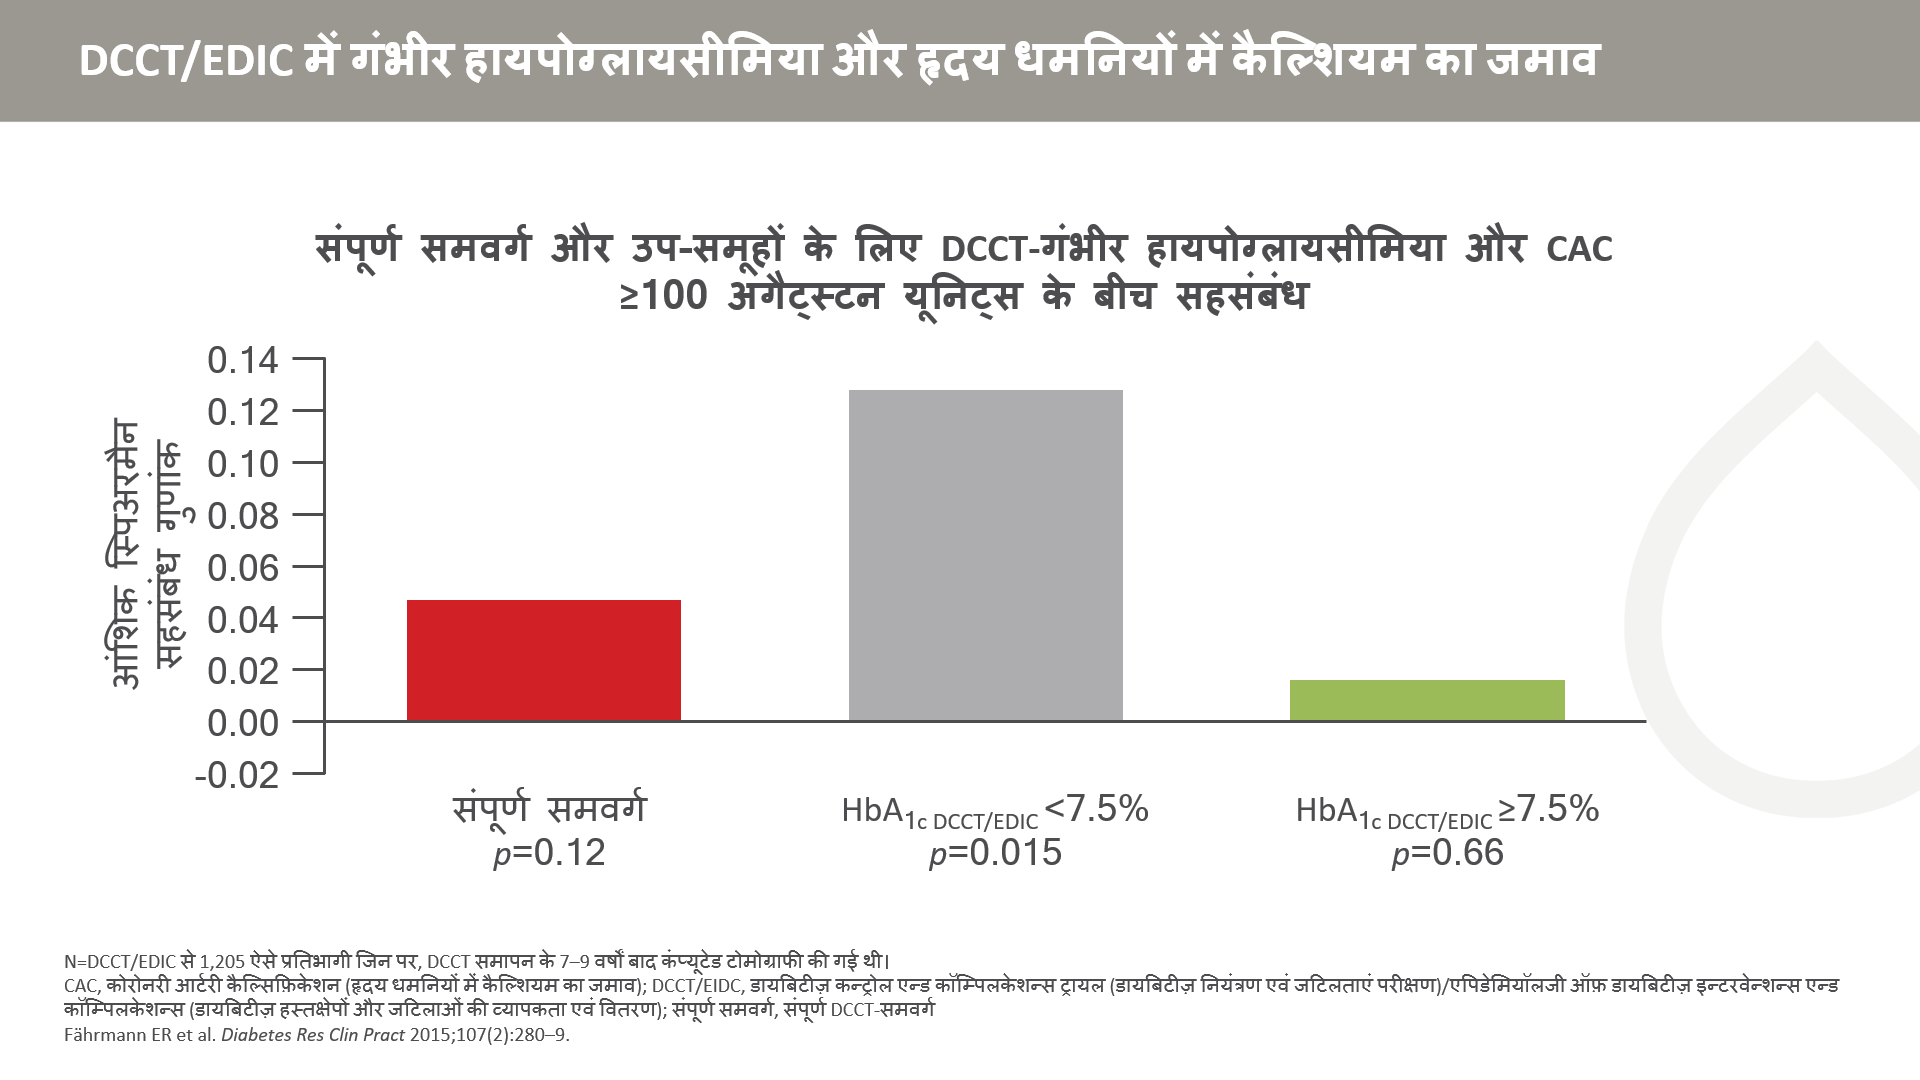 DCCT/EDIC में गंभीर हायपोग्लायसीमिया और हृदय धमनियों में कैल्शियम का जमाव
संपूर्ण समवर्ग और उप-समूहों के लिए DCCT-गंभीर हायपोग्लायसीमिया और CAC
≥100 अगैट्स्टन यूनिट्स के बीच सहसंबंध
आंशिक स्पिअरमैन
सहसंबंध गुणांक
0.14
0.12
0.10
0.08
0.06
0.04
0.02
0.00
-0.02
संपूर्ण समवर्ग
p=0.12
HbA1c DCCT/EDIC <7.5%
p=0.015
HbA1c DCCT/EDIC ≥7.5%
p=0.66
N=DCCT/EDIC से 1,205 ऐसे प्रतिभागी जिन पर, DCCT समापन के 7–9 वर्षों बाद कंप्यूटेड टोमोग्राफी की गई थी।
CAC, कोरोनरी आर्टरी कैल्सिफ़िकेशन (हृदय धमनियों में कैल्शियम का जमाव); DCCT/EIDC, डायबिटीज़ कन्ट्रोल एन्ड कॉम्पिलकेशन्स ट्रायल (डायबिटीज़ नियंत्रण एवं जटिलताएं परीक्षण)/एपिडेमियॉलजी ऑफ़ डायबिटीज़ इन्टरवेन्शन्स एन्ड
कॉम्पिलकेशन्स (डायबिटीज़ हस्तक्षेपों और जटिलाओं की व्यापकता एवं वितरण); संपूर्ण समवर्ग, संपूर्ण DCCT-समवर्ग
Fährmann ER et al. Diabetes Res Clin Pract 2015;107(2):280–9.